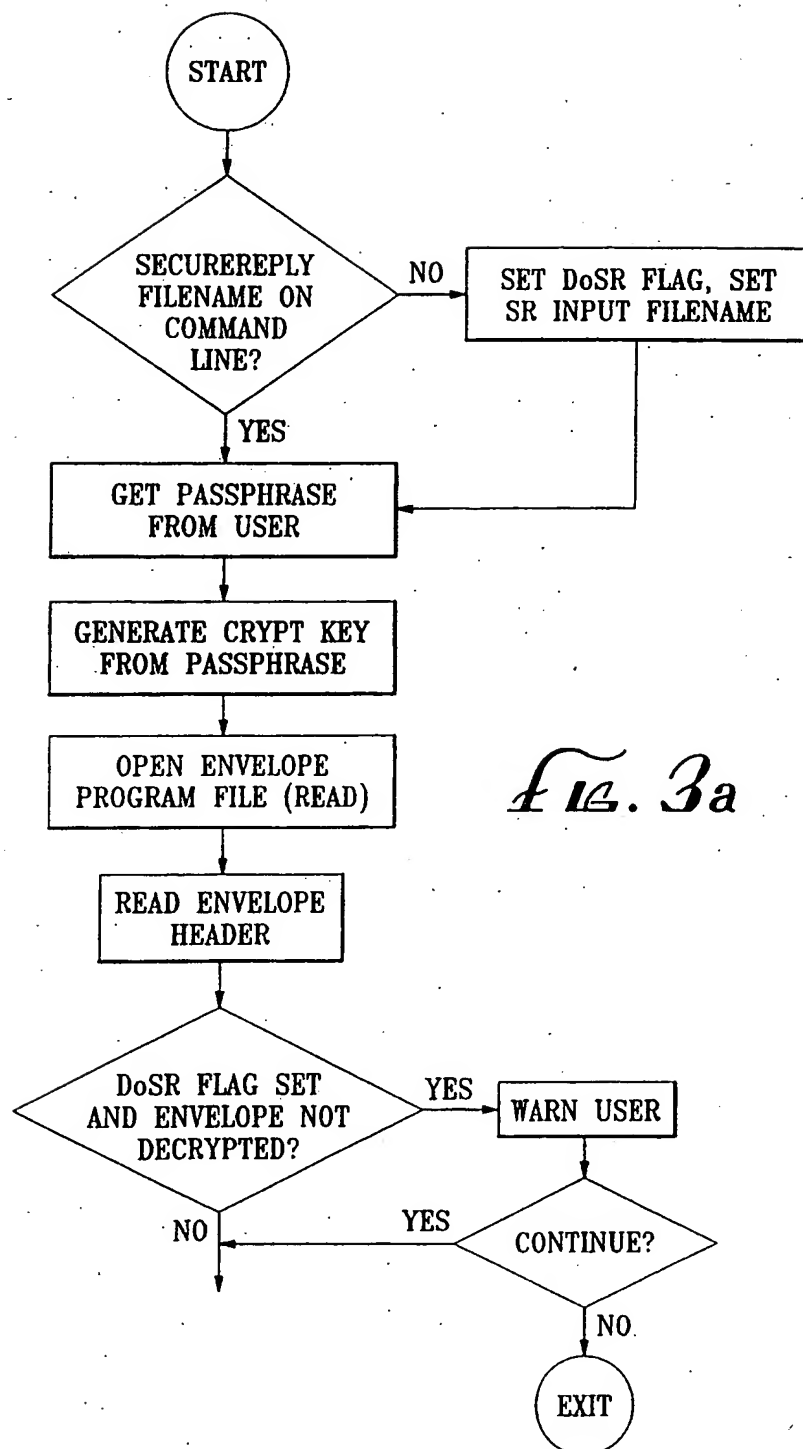 START
SECUREREPLY
FILENAME ON
COMMAND
LINE?
NO
SET DoSR FLAG, SET
SR INPUT FILENAME
YES
GET PASSPHRASE
FROM USER
GENERATE CRYPT KEY
FROM PASSPHRASE
OPEN ENVELOPE
PROGRAM FILE (READ)
FIG. 3a
READ ENVELOPE
HEADER
DoSR FLAG SET
AND ENVELOPE NOT
DECRYPTED?
YES
WARN USER
NO
YES
CONTINUE?
NO
EXIT